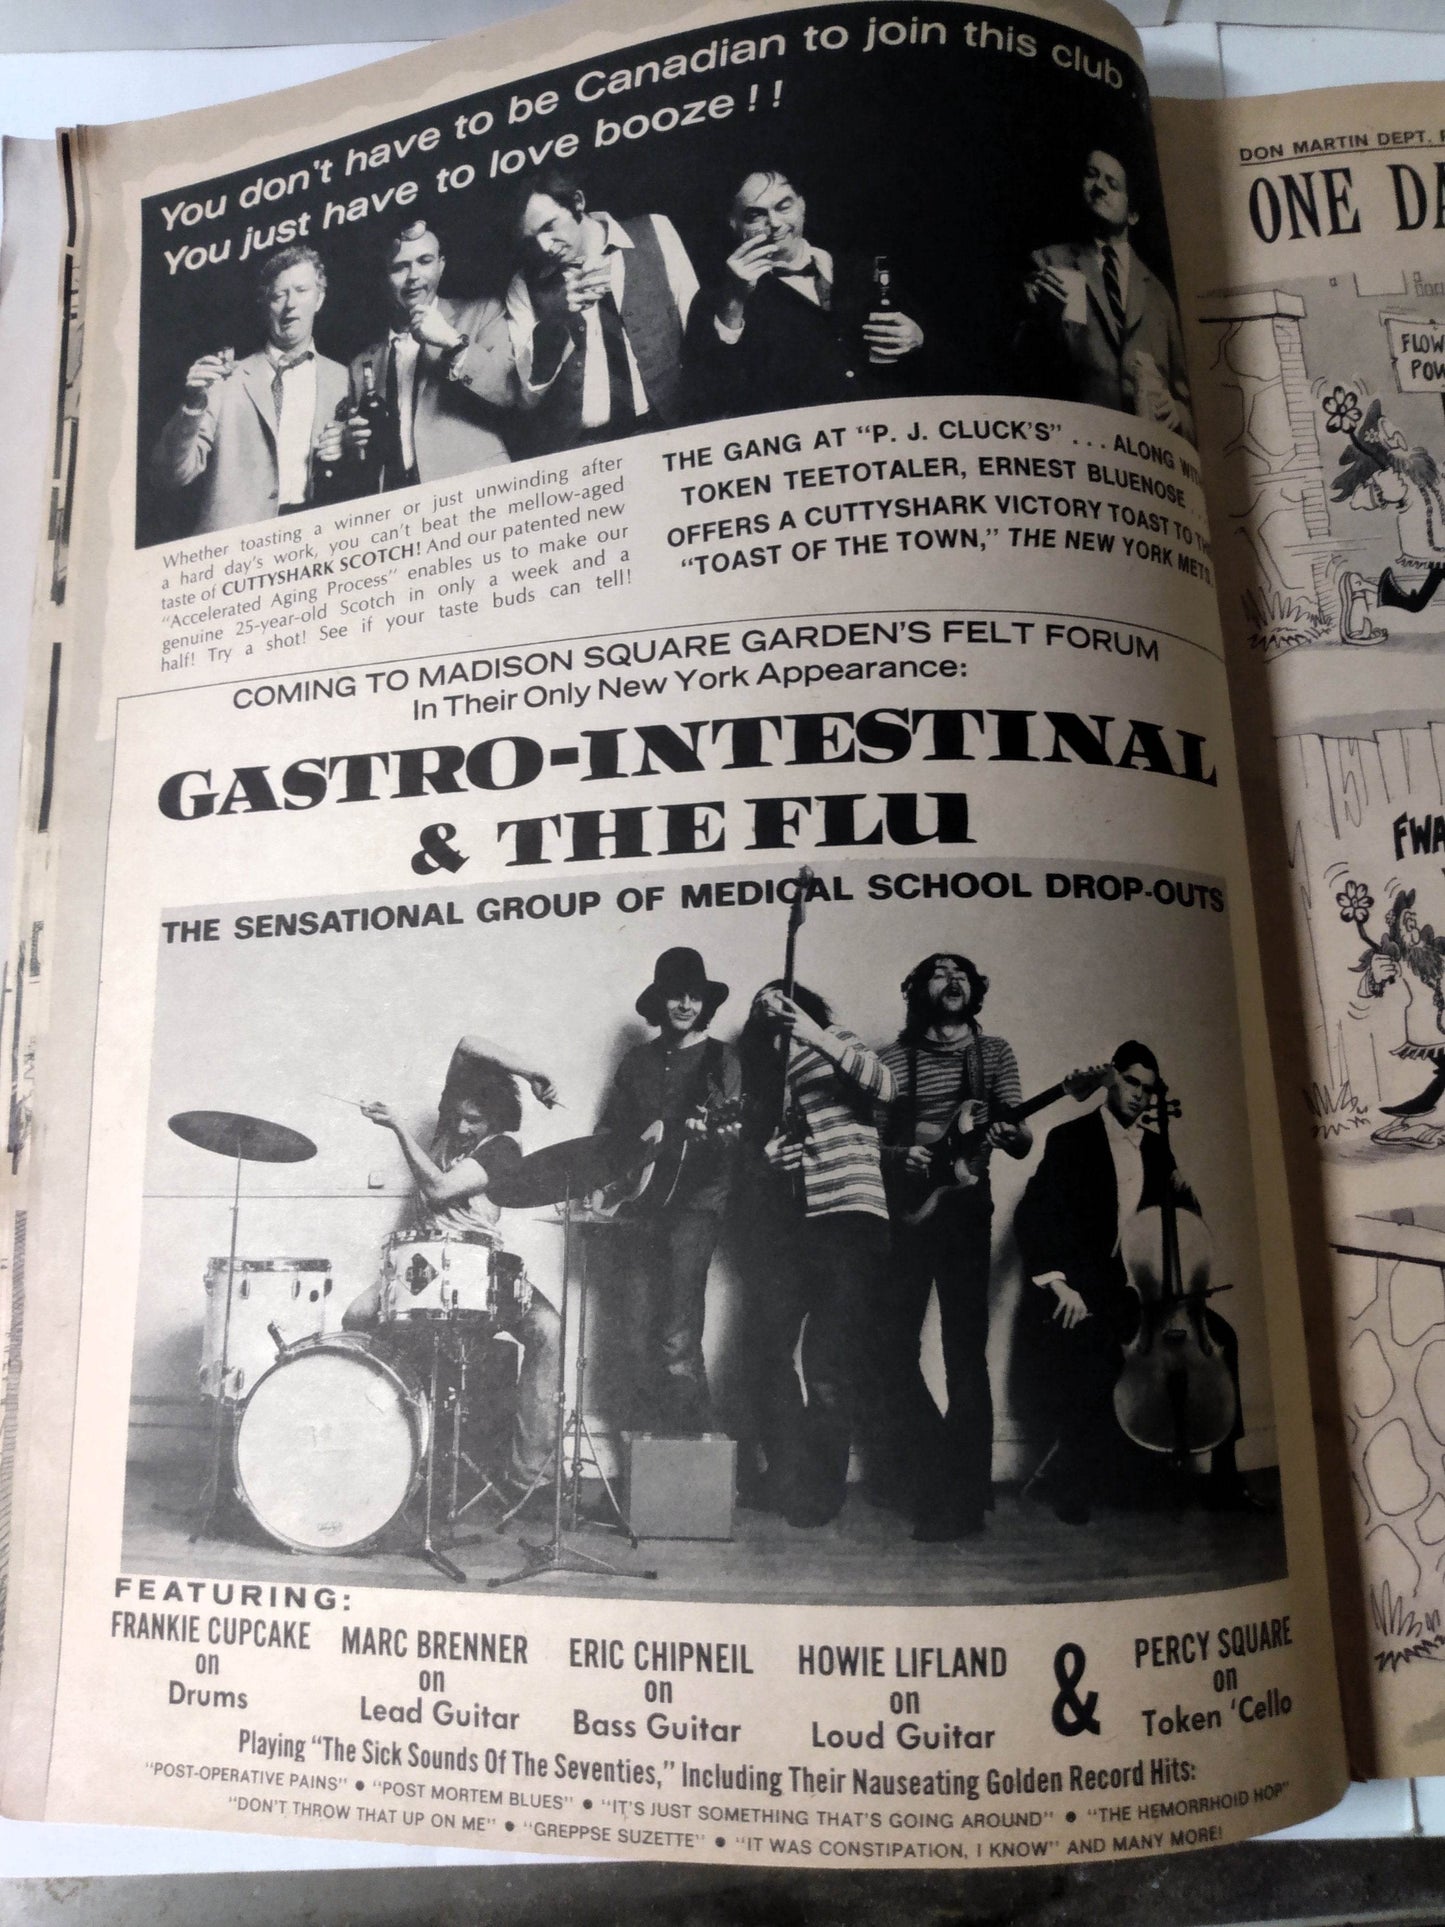 You don't have to be Canadian to join this club
You just have to love booze ! !
Whether toasting a winner or just unwinding after
a hard day's work, you can't beat the mellow-aged
taste of CUTTYSHARK SCOTCH! And our patented new
"Accelerated Aging Process" enables us to make our
genuine 25-year-old Scotch in only a week and a
half! Try a shot! See if your taste buds can tell!
THE GANG AT "P. J. CLUCK'S" . . . ALONG
TOKEN TEETOTALER, ERNEST BLUENOSE . . .
OFFERS A CUTTYSHARK VICTORY TOAST TO
"TOAST OF THE TOWN," THE NEW YORK METS
COMING TO MADISON SQUARE GARDEN'S FELT FORUM
In Their Only New York Appearance:
GASTRO-INTESTINAL
& THE FLU
THE SENSATIONAL GROUP OF MEDICAL SCHOOL DROP-OUTS
FEATURING:
FRANKIE CUPCAKE
on
Drums
MARC BRENNER
on
Lead Guitar
ERIC CHIPNEIL
on
Bass Guitar
HOWIE LIFLAND
on
Loud Guitar
&
PERCY SQUARE
on
Token 'Cello
Playing "The Sick Sounds Of The Seventies," Including Their Nauseating Golden Record Hits:
"POST-OPERATIVE PAINS" ● "POST MORTEM BLUES" ● "IT'S JUST SOMETHING THAT'S GOING AROUND" ● "THE HEMORRHOID HOP"
"DON'T THROW THAT UP ON ME" ● "GREPPSE SUZETTE" ● "IT WAS CONSTIPATION, I KNOW" AND MANY MORE!
DON MARTIN DEPT.
ONE DA
FLOW
POW
FWA